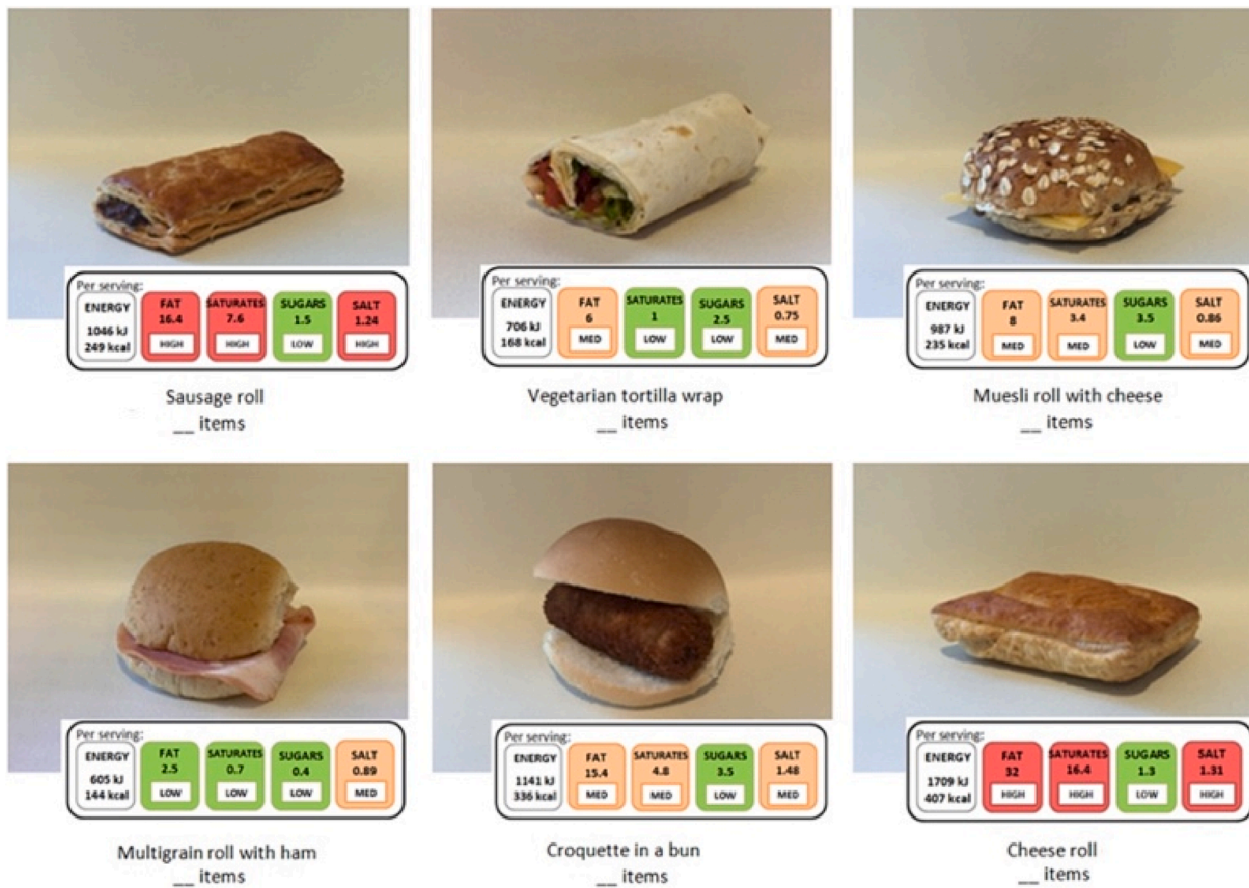 Per serving:
ENERGY FAT SATURATES SUGARS SALT
1046 kJ 16.4 7.6 1.5 1.24
249 kcal HIGH HIGH LOW HIGH
Sausage roll
__ items
Per serving:
ENERGY FAT SATURATES SUGARS SALT
706 kJ 6 1 2.5 0.75
168 kcal MED LOW LOW MED
Vegetarian tortilla wrap
__ items
Per serving:
ENERGY FAT SATURATES SUGARS SALT
987 kJ 8 3.4 3.5 0.86
235 kcal MED MED LOW MED
Muesli roll with cheese
__ items
Per serving:
ENERGY FAT SATURATES SUGARS SALT
605 kJ 2.5 0.7 0.4 0.89
144 kcal LOW LOW LOW MED
Multigrain roll with ham
__ items
Per serving:
ENERGY FAT SATURATES SUGARS SALT
1141 kJ 15.4 4.8 3.5 1.48
336 kcal MED MED LOW MED
Croquette in a bun
__ items
Per serving:
ENERGY FAT SATURATES SUGARS SALT
1709 kJ 32 16.4 1.3 1.31
407 kcal HIGH HIGH LOW HIGH
Cheese roll
__ items